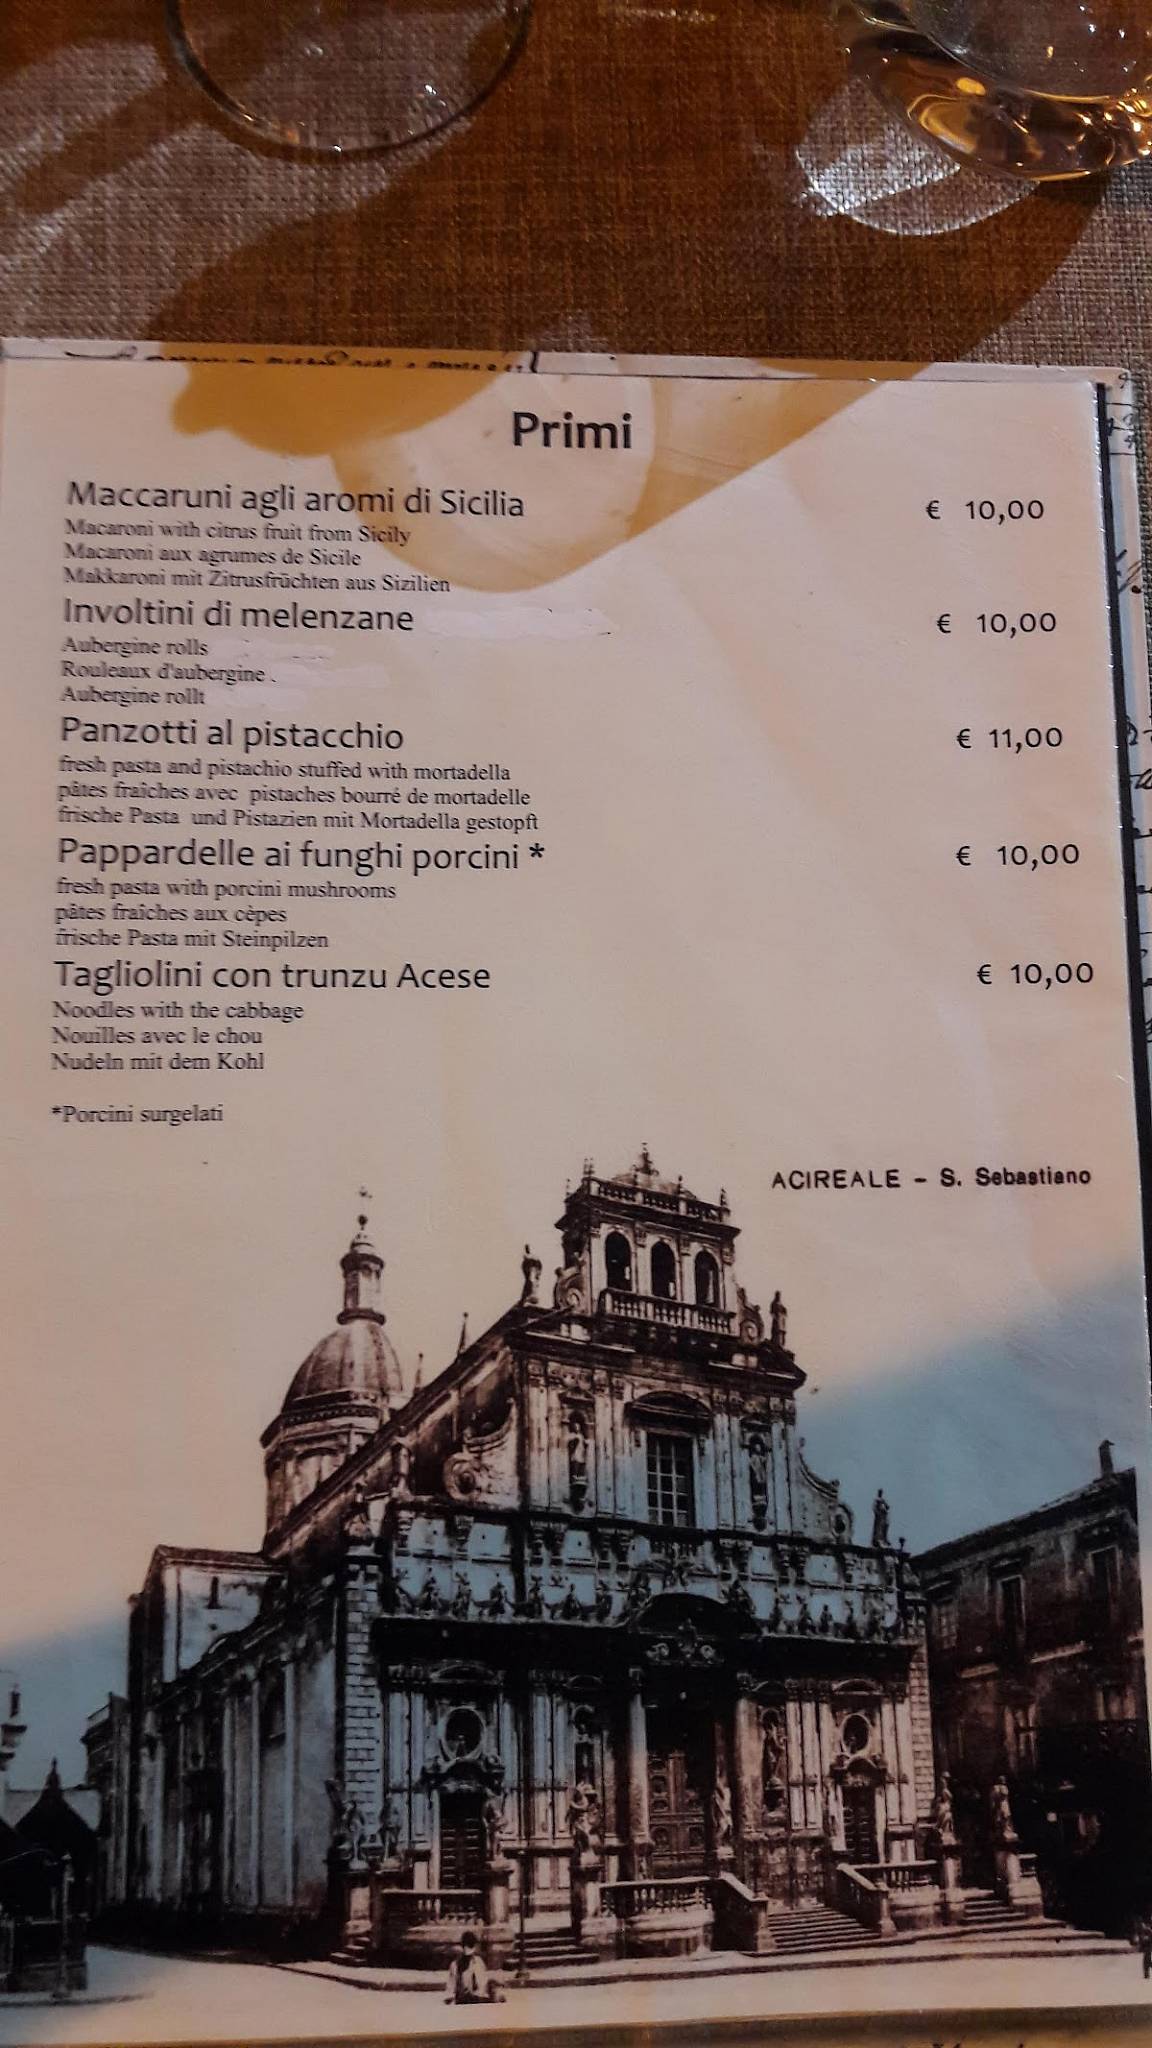 Primi
Maccaruni agli aromi di Sicilia € 10,00
Macaroni with citrus fruit from Sicily
Macaroni aux agrumes de Sicile
Makkaroni mit Zitrusfrüchten aus Sizilien
Involtini di melenzane € 10,00
Aubergine rolls
Rouleaux d'aubergine .
Aubergine rollt
Panzotti al pistacchio € 11,00
fresh pasta and pistachio stuffed with mortadella
pâtes fraîches avec pistaches bourré de mortadelle
frische Pasta und Pistazien mit Mortadella gestopft
Pappardelle ai funghi porcini * € 10,00
fresh pasta with porcini mushrooms
pâtes fraîches aux cèpes
frische Pasta mit Steinpilzen
Tagliolini con trunzu Acese € 10,00
Noodles with the cabbage
Nouilles avec le chou
Nudeln mit dem Kohl
*Porcini surgelati
ACIREALE - S. Sebastiano